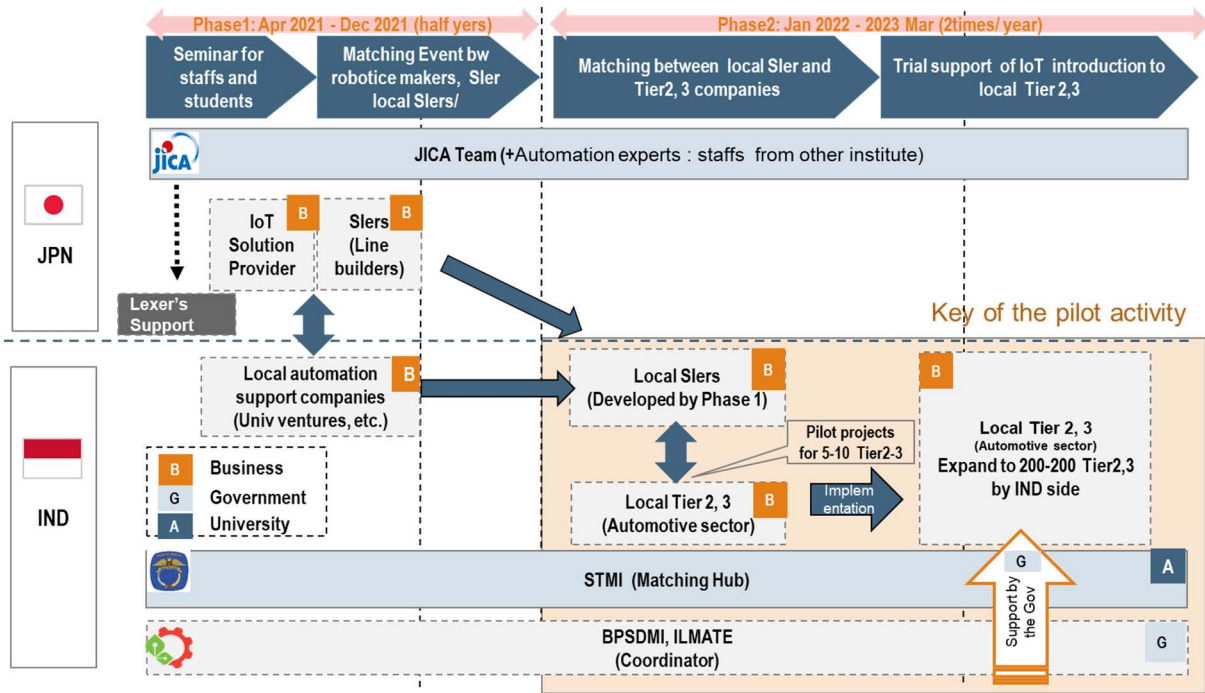 Phase1: Apr 2021 - Dec 2021 (half yers)
Phase2: Jan 2022 - 2023 Mar (2times/ year)
Seminar for
staffs and
students
Matching Event bw
robotice makers, SIer
local SIers/
Matching between local SIer and
Tier2, 3 companies
Trial support of IoT introduction to
local Tier 2,3
JICA
JICA Team (+Automation experts : staffs from other institute)
JPN
IoT
Solution
Provider
B
SIers
(Line
builders)
B
Lexer's
Support
Key of the pilot activity
IND
Local automation
support companies
(Univ ventures, etc.)
B
Local SIers
(Developed by Phase 1)
B
B
Local Tier 2, 3
(Automotive sector)
Expand to 200-200 Tier2,3
by IND side
Pilot projects
for 5-10 Tier2-3
B Business
G Government
A University
Local Tier 2, 3
(Automotive sector)
B
Implem
entation
STMI (Matching Hub)
A
G
Support by
the Gov
BPSDMI, ILMATE
(Coordinator)
G